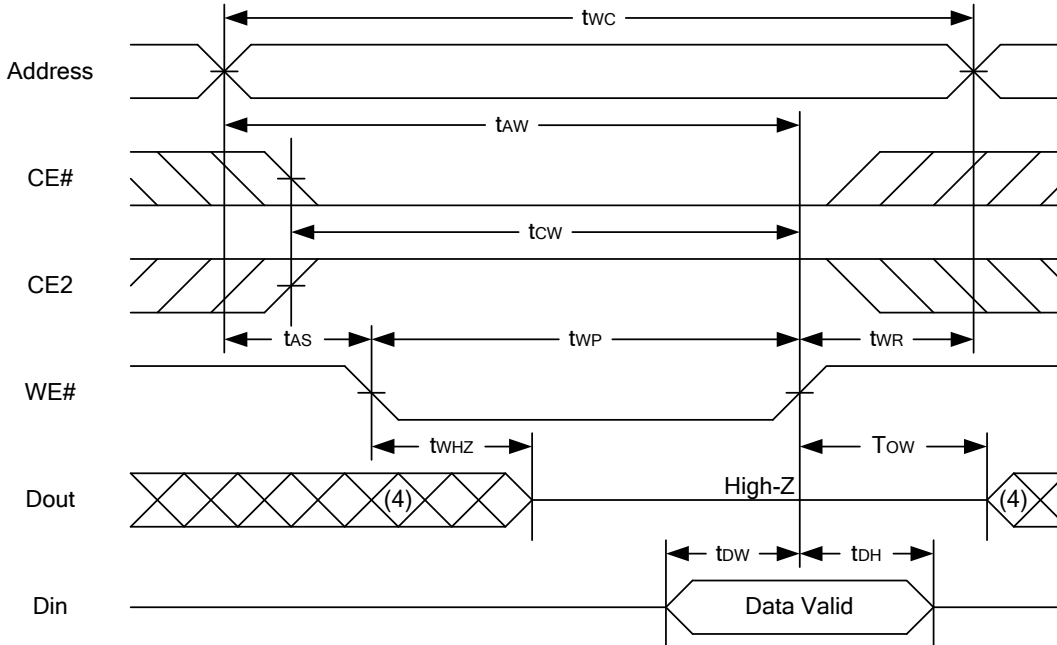 tWC
Address
tAW
CE#
tCW
CE2
tAS tWP tWR
WE#
tWHZ TOW
Dout (4) High-Z (4)
tDW tDH
Din Data Valid